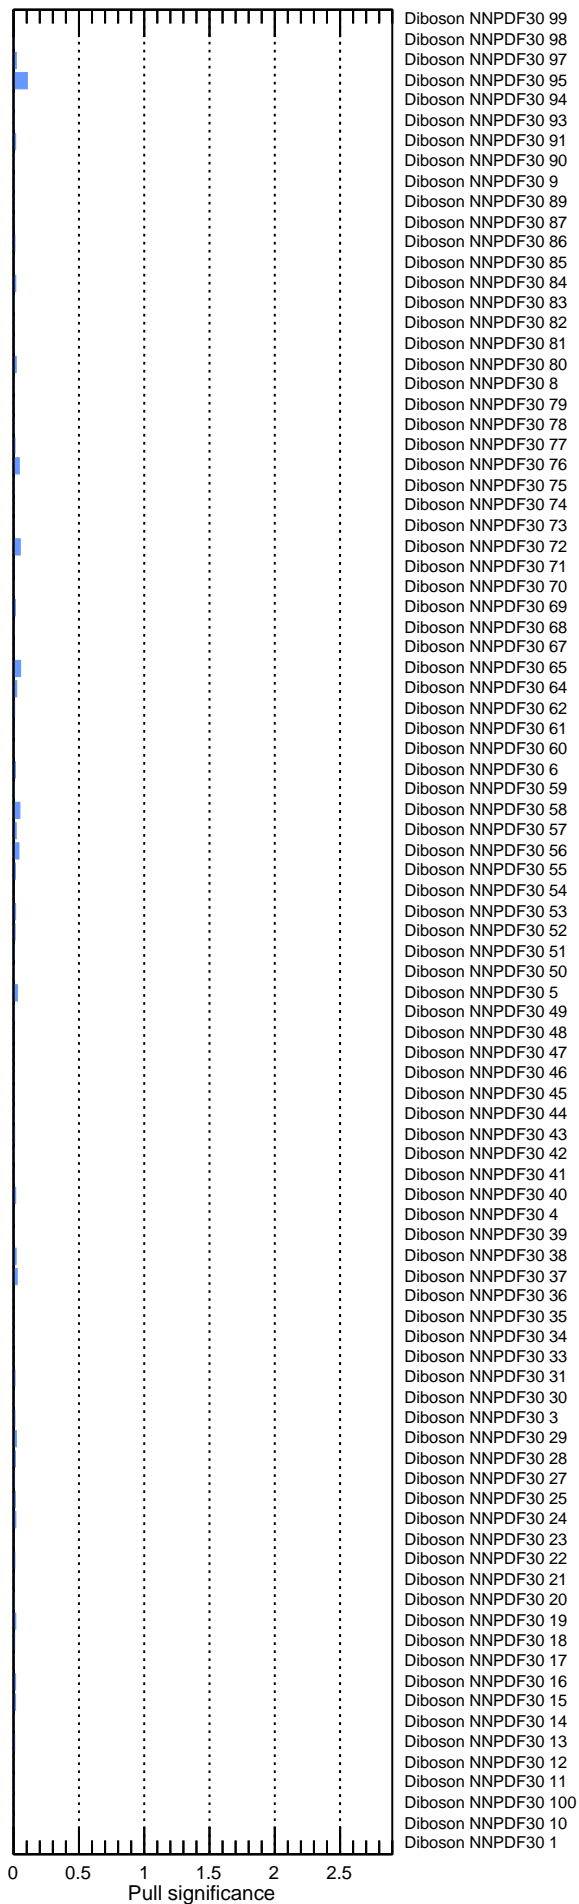 Diboson NNPDF30 99
Diboson NNPDF30 98
Diboson NNPDF30 97
Diboson NNPDF30 95
Diboson NNPDF30 94
Diboson NNPDF30 93
Diboson NNPDF30 91
Diboson NNPDF30 90
Diboson NNPDF30 9
Diboson NNPDF30 89
Diboson NNPDF30 87
Diboson NNPDF30 86
Diboson NNPDF30 85
Diboson NNPDF30 84
Diboson NNPDF30 83
Diboson NNPDF30 82
Diboson NNPDF30 81
Diboson NNPDF30 80
Diboson NNPDF30 8
Diboson NNPDF30 79
Diboson NNPDF30 78
Diboson NNPDF30 77
Diboson NNPDF30 76
Diboson NNPDF30 75
Diboson NNPDF30 74
Diboson NNPDF30 73
Diboson NNPDF30 72
Diboson NNPDF30 71
Diboson NNPDF30 70
Diboson NNPDF30 69
Diboson NNPDF30 68
Diboson NNPDF30 67
Diboson NNPDF30 65
Diboson NNPDF30 64
Diboson NNPDF30 62
Diboson NNPDF30 61
Diboson NNPDF30 60
Diboson NNPDF30 6
Diboson NNPDF30 59
Diboson NNPDF30 58
Diboson NNPDF30 57
Diboson NNPDF30 56
Diboson NNPDF30 55
Diboson NNPDF30 54
Diboson NNPDF30 53
Diboson NNPDF30 52
Diboson NNPDF30 51
Diboson NNPDF30 50
Diboson NNPDF30 5
Diboson NNPDF30 49
Diboson NNPDF30 48
Diboson NNPDF30 47
Diboson NNPDF30 46
Diboson NNPDF30 45
Diboson NNPDF30 44
Diboson NNPDF30 43
Diboson NNPDF30 42
Diboson NNPDF30 41
Diboson NNPDF30 40
Diboson NNPDF30 4
Diboson NNPDF30 39
Diboson NNPDF30 38
Diboson NNPDF30 37
Diboson NNPDF30 36
Diboson NNPDF30 35
Diboson NNPDF30 34
Diboson NNPDF30 33
Diboson NNPDF30 31
Diboson NNPDF30 30
Diboson NNPDF30 3
Diboson NNPDF30 29
Diboson NNPDF30 28
Diboson NNPDF30 27
Diboson NNPDF30 25
Diboson NNPDF30 24
Diboson NNPDF30 23
Diboson NNPDF30 22
Diboson NNPDF30 21
Diboson NNPDF30 20
Diboson NNPDF30 19
Diboson NNPDF30 18
Diboson NNPDF30 17
Diboson NNPDF30 16
Diboson NNPDF30 15
Diboson NNPDF30 14
Diboson NNPDF30 13
Diboson NNPDF30 12
Diboson NNPDF30 11
Diboson NNPDF30 100
Diboson NNPDF30 10
Diboson NNPDF30 1
0 0.5 1 1.5 2 2.5
Pull significance